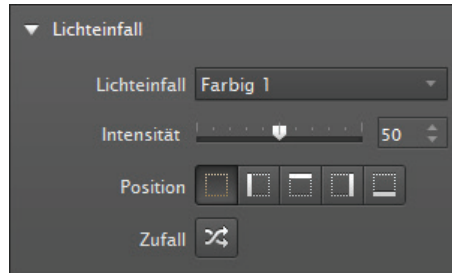 Lichteinfall
Lichteinfall Farbig 1
Intensität 50
Position
Zufall